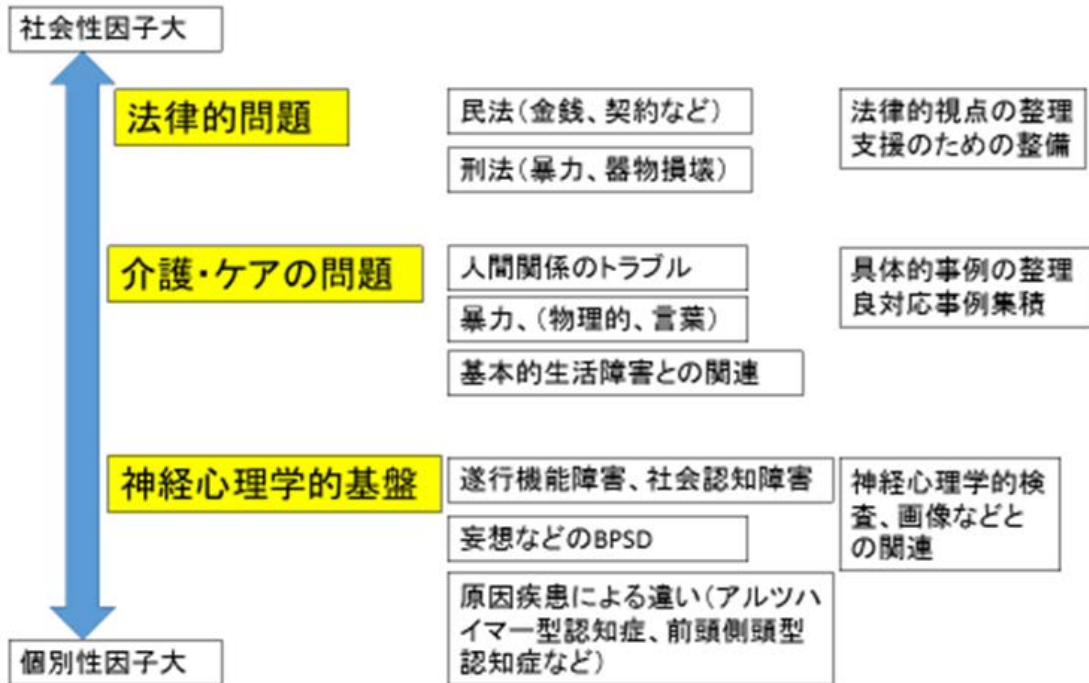 社会性因子大
法律的問題
民法(金銭、契約など)
刑法(暴力、器物損壊)
法律的視点の整理
支援のための整備
介護・ケアの問題
人間関係のトラブル
暴力、(物理的、言葉)
基本的生活障害との関連
具体的事例の整理
良対応事例集積
神経心理学的基盤
遂行機能障害、社会認知障害
妄想などのBPSD
原因疾患による違い(アルツハ
イマー型認知症、前頭側頭型
認知症など)
神経心理学的検
査、画像などと
の関連
個別性因子大